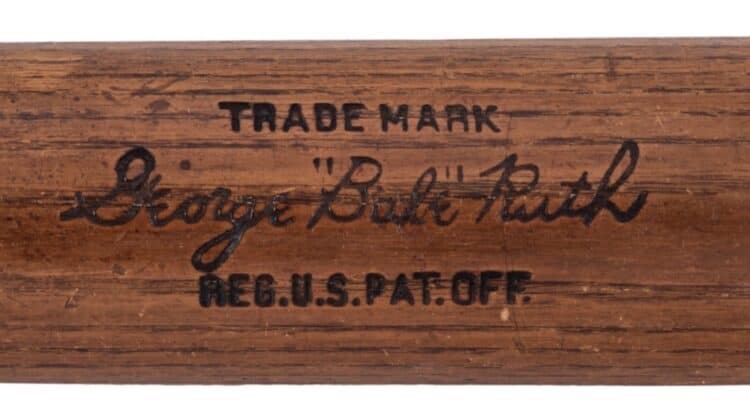 TRADE MARK
George "Babe" Ruth
REG. U.S. PAT. OFF.